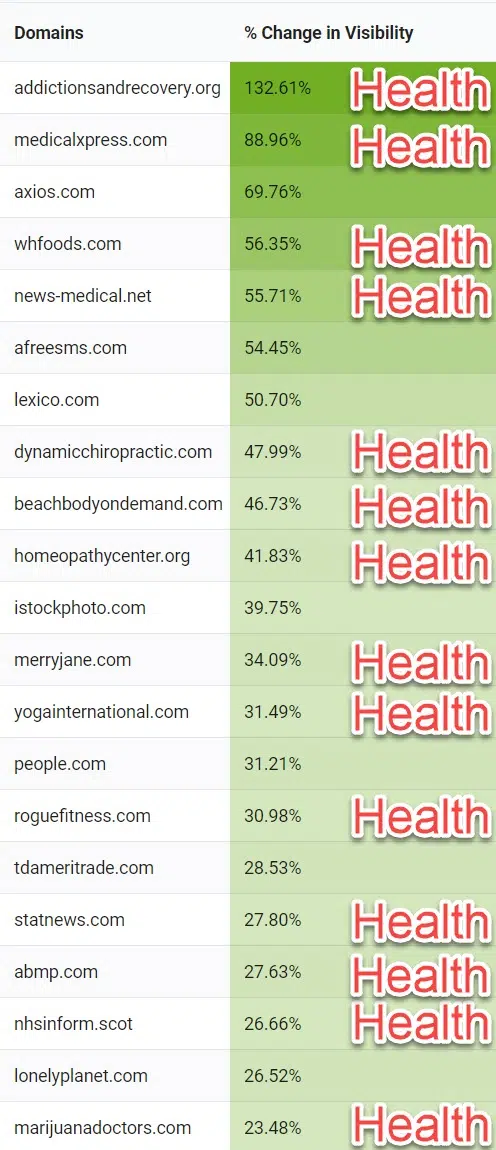 Domains % Change in Visibility
addictionsandrecovery.org 132.61% Health
medicalxpress.com 88.96% Health
axios.com 69.76%
whfoods.com 56.35% Health
news-medical.net 55.71% Health
afreesms.com 54.45%
lexico.com 50.70%
dynamicchiropractic.com 47.99% Health
beachbodyondemand.com 46.73% Health
homeopathycenter.org 41.83% Health
istockphoto.com 39.75%
merryjane.com 34.09% Health
yogainternational.com 31.49% Health
people.com 31.21%
roguefitness.com 30.98% Health
tdameritrade.com 28.53%
statnews.com 27.80% Health
abmp.com 27.63% Health
nhsinform.scot 26.66% Health
lonelyplanet.com 26.52%
marijuanadoctors.com 23.48% Health